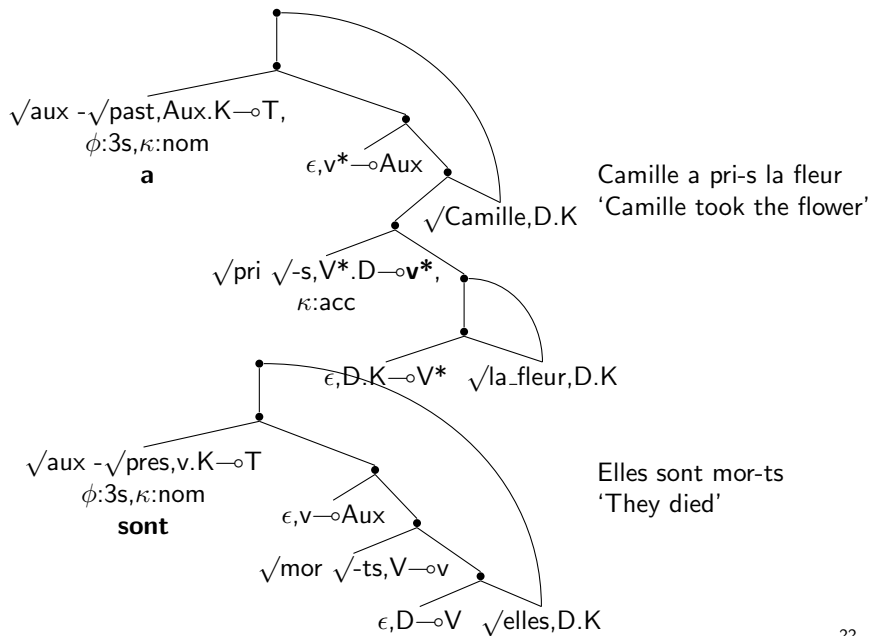 √aux -√past,Aux.K⊸T,
ϕ:3s,κ:nom
a
ϵ,v*⊸Aux
√Camille,D.K
√pri √-s,V*.D⊸v*,
κ:acc
ϵ,D.K⊸V* √la_fleur,D.K
Camille a pri-s la fleur
‘Camille took the flower’
√aux -√pres,v.K⊸T
ϕ:3s,κ:nom
sont
ϵ,v⊸Aux
√mor √-ts,V⊸v
ϵ,D⊸V √elles,D.K
Elles sont mor-ts
‘They died’
22